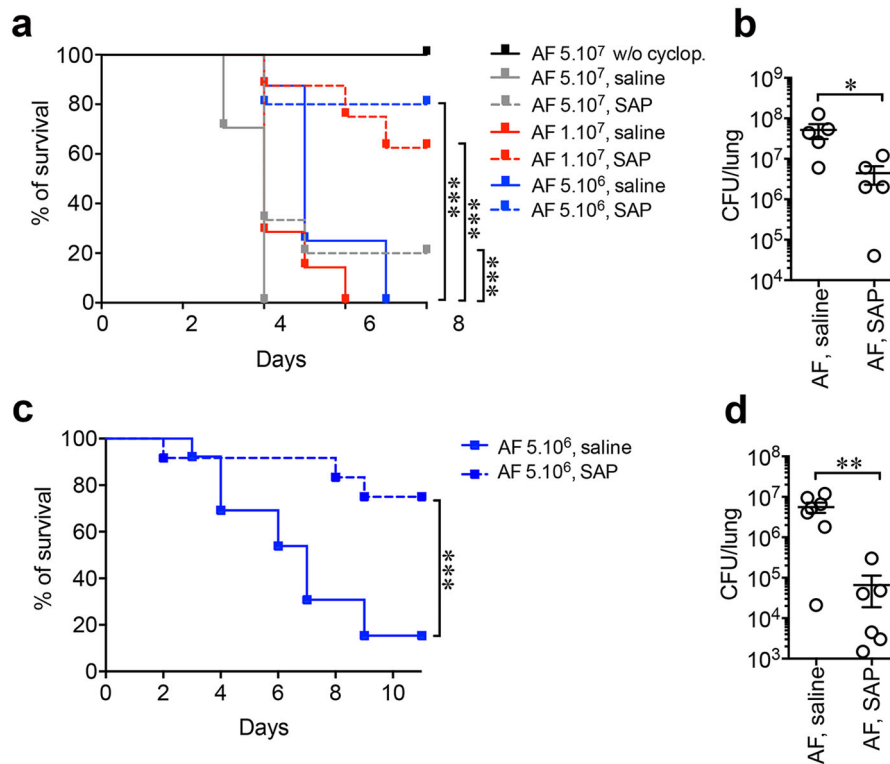 a
% of survival
100
80
60
40
20
0
0 2 4 6 8
Days
AF 5.10⁷ w/o cyclop.
AF 5.10⁷, saline
AF 5.10⁷, SAP
AF 1.10⁷, saline
AF 1.10⁷, SAP
AF 5.10⁶, saline
AF 5.10⁶, SAP
***
***
***
b
CFU/lung
10⁹
10⁸
10⁷
10⁶
10⁵
10⁴
*
AF, saline
AF, SAP
c
% of survival
100
80
60
40
20
0
0 2 4 6 8 10
Days
AF 5.10⁶, saline
AF 5.10⁶, SAP
***
d
CFU/lung
10⁸
10⁷
10⁶
10⁵
10⁴
10³
**
AF, saline
AF, SAP